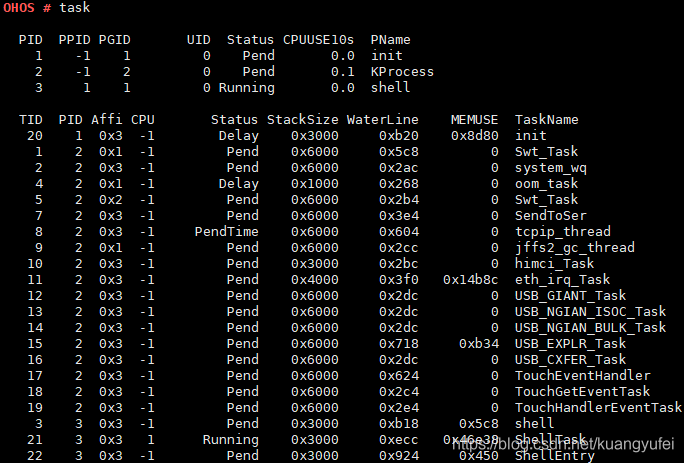 OHOS # task
PID PPID PGID UID Status CPUUSE10s PName
1 -1 1 0 Pend 0.0 init
2 -1 2 0 Pend 0.1 KProcess
3 1 1 0 Running 0.0 shell
TID PID Affi CPU Status StackSize WaterLine MEMUSE TaskName
20 1 0x3 -1 Delay 0x3000 0xb20 0x8d80 init
1 2 0x1 -1 Pend 0x6000 0x5c8 0 Swt_Task
2 2 0x3 -1 Pend 0x6000 0x2ac 0 system_wq
4 2 0x1 -1 Delay 0x1000 0x268 0 oom_task
5 2 0x2 -1 Pend 0x6000 0x2b4 0 Swt_Task
7 2 0x3 -1 Pend 0x6000 0x3e4 0 SendToSer
8 2 0x3 -1 PendTime 0x6000 0x604 0 tcpip_thread
9 2 0x1 -1 Pend 0x6000 0x2cc 0 jffs2_gc_thread
10 2 0x3 -1 Pend 0x3000 0x2bc 0 himci_Task
11 2 0x3 -1 Pend 0x4000 0x3f0 0x14b8c eth_irq_Task
12 2 0x3 -1 Pend 0x6000 0x2dc 0 USB_GIANT_Task
13 2 0x3 -1 Pend 0x6000 0x2dc 0 USB_NGIAN_ISOC_Task
14 2 0x3 -1 Pend 0x6000 0x2dc 0 USB_NGIAN_BULK_Task
15 2 0x3 -1 Pend 0x6000 0x718 0xb34 USB_EXPLR_Task
16 2 0x3 -1 Pend 0x6000 0x2dc 0 USB_CXFER_Task
17 2 0x3 -1 Pend 0x6000 0x624 0 TouchEventHandler
18 2 0x3 -1 Pend 0x6000 0x2c4 0 TouchGetEventTask
19 2 0x3 -1 Pend 0x6000 0x2e4 0 TouchHandlerEventTask
3 3 0x3 -1 Pend 0x3000 0xb18 0x5c8 shell
21 3 0x3 1 Running 0x3000 0xecc 0x46e38 ShellTask
22 3 0x3 -1 Pend 0x3000 0x924 0x450 ShellEntry
https://blog.csdn.net/kuangyufei